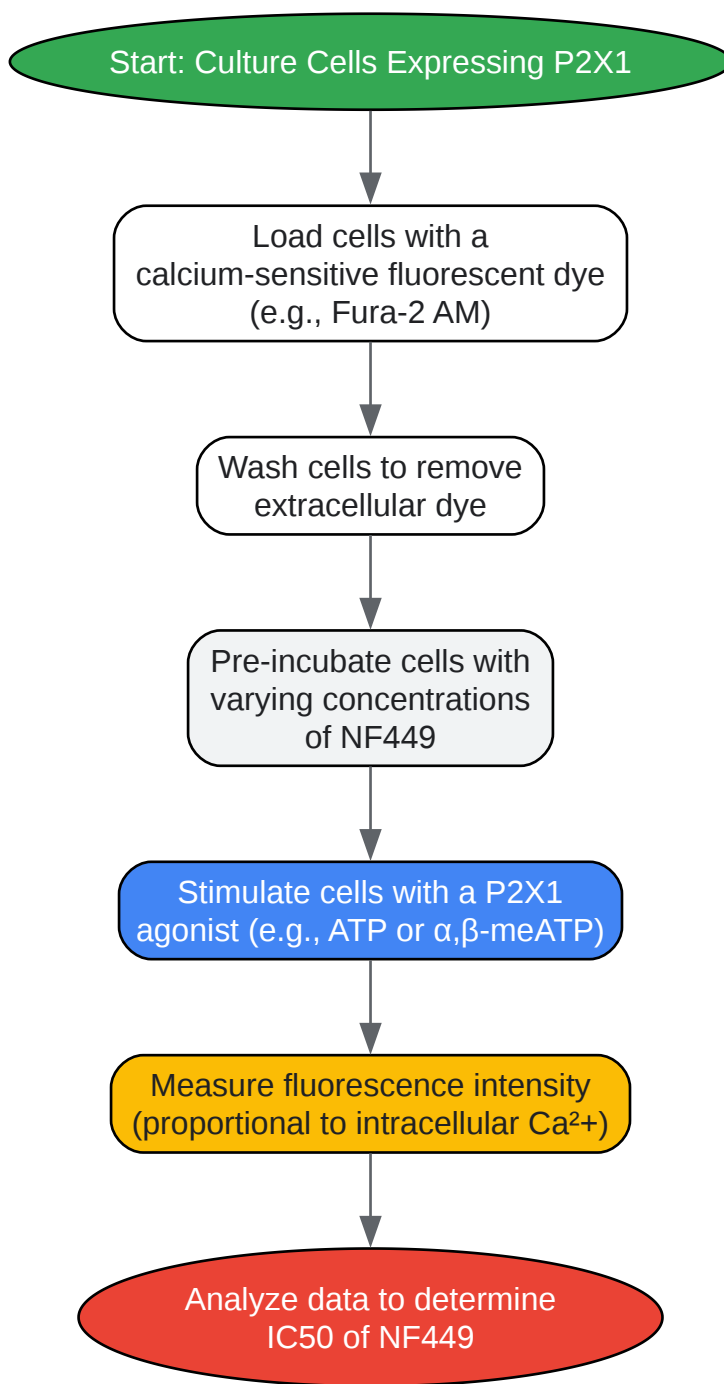 Start: Culture Cells Expressing P2X1
Load cells with a
calcium-sensitive fluorescent dye
(e.g., Fura-2 AM)
Wash cells to remove
extracellular dye
Pre-incubate cells with
varying concentrations
of NF449
Stimulate cells with a P2X1
agonist (e.g., ATP or α,β-meATP)
Measure fluorescence intensity
(proportional to intracellular Ca²+)
Analyze data to determine
IC50 of NF449